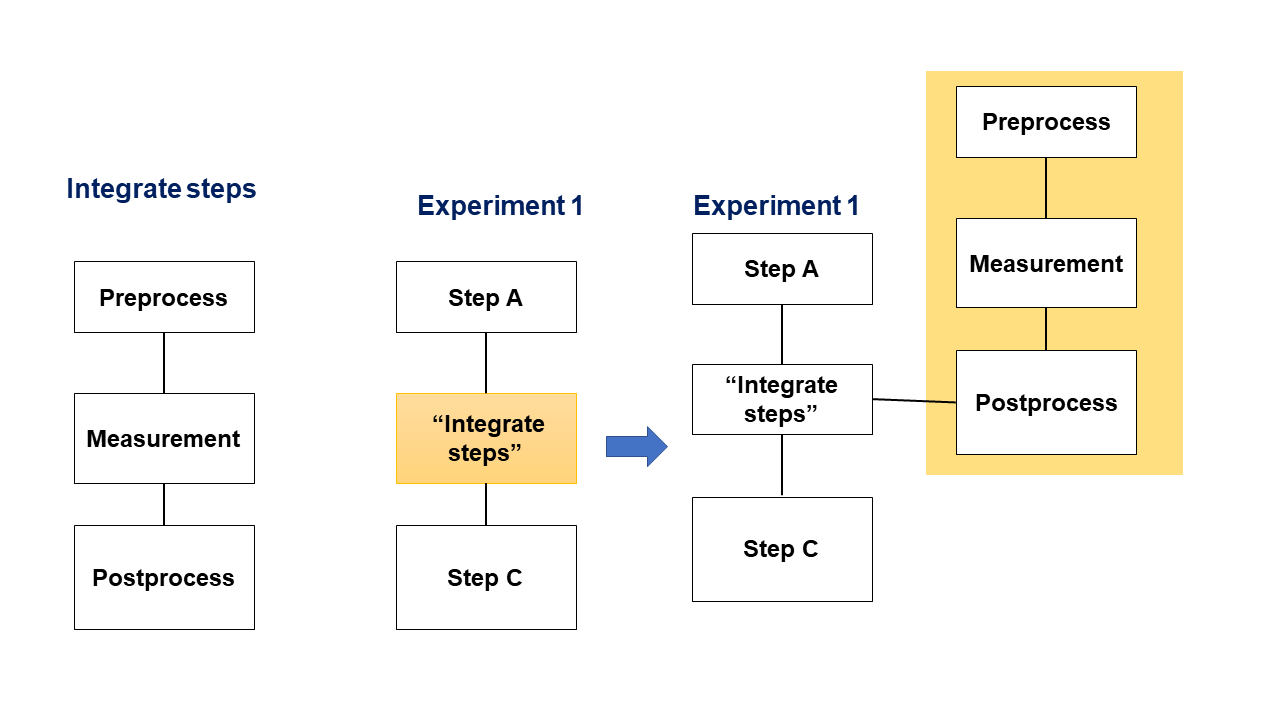 Integrate steps
Preprocess
Measurement
Postprocess
Experiment 1
Step A
“Integrate
steps”
Step C
Experiment 1
Step A
“Integrate
steps”
Step C
Preprocess
Measurement
Postprocess